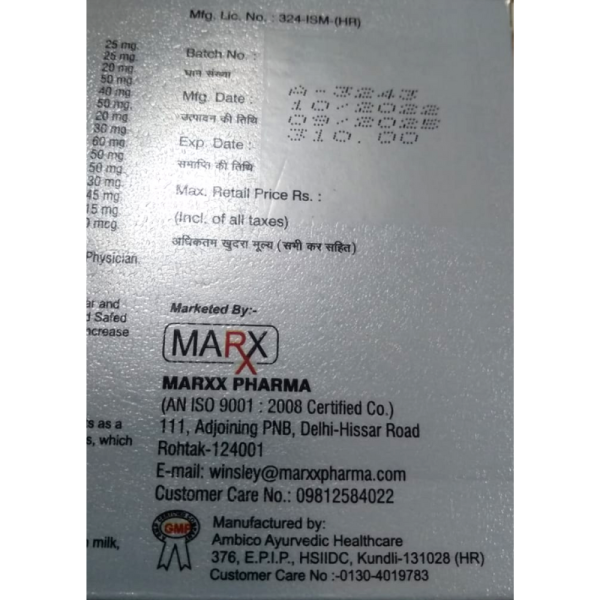 Mfg. Lic. No. : 324-ISM-(HR)
25 mg.
25 mg.
20 mg.
50 mg.
40 mg.
50 mg.
20 mg.
30 mg.
60 mg.
50 mg.
50 mg.
30 mg.
45 mg.
15 mg.
mcg.
Physician.
and
Safed
Batch No. :
घान संख्या
A-3243
Mfg. Date :
10-2022
उत्पादन की तिथि
09-2025
Exp. Date :
310.00
समाप्ति की तिथि
Max. Retail Price Rs. :
(Incl. of all taxes)
अधिकतम खुदरा मूल्य (सभी कर सहित)
as a
which
milk,
Marketed By:-
MARX
MARXX PHARMA
(AN ISO 9001 : 2008 Certified Co.)
111, Adjoining PNB, Delhi-Hissar Road
Rohtak-124001
E-mail: winsley@marxxpharma.com
Customer Care No.: 09812584022
GMP
Manufactured by:
Ambico Ayurvedic Healthcare
376, E.P.I.P., HSIIDC, Kundli-131028 (HR)
Customer Care No :-0130-4019783